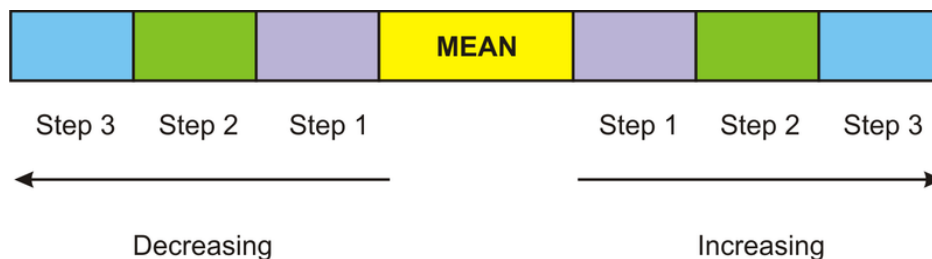 MEAN
Step 3 Step 2 Step 1 Step 1 Step 2 Step 3
Decreasing Increasing